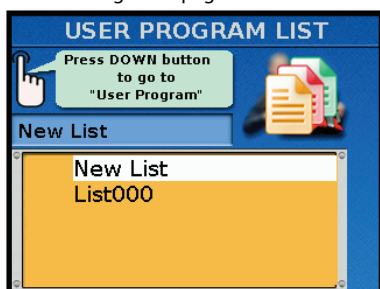 USER PROGRAM LIST
Press DOWN button
to go to
"User Program"
New List
New List
List000